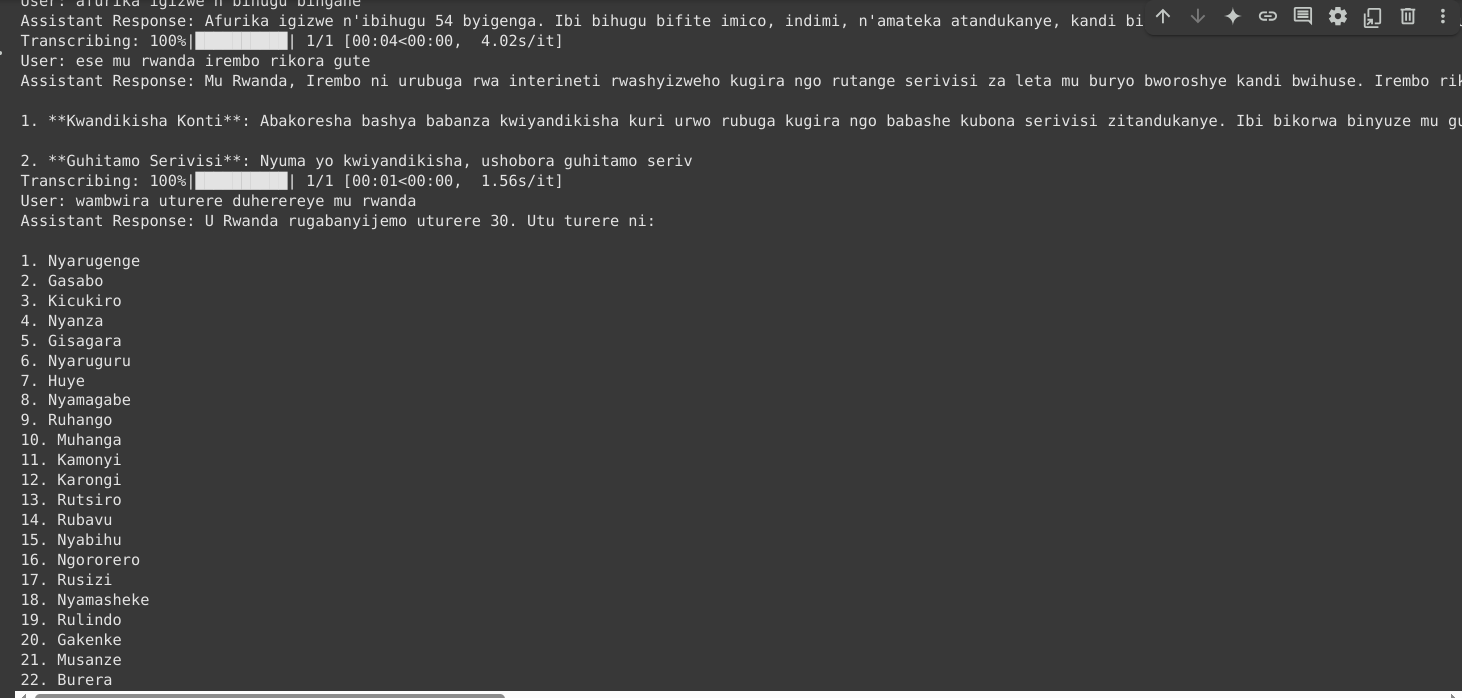 User: afurika igizwe n'bihugu bingahe
Assistant Response: Afurika igizwe n'ibihugu 54 byigenga. Ibi bihugu bifite imico, indimi, n'amateka atandukanye, kandi bi
Transcribing: 100%|██████████| 1/1 [00:04<00:00,  4.02s/it]
User: ese mu rwanda irembo rikora gute
Assistant Response: Mu Rwanda, Irembo ni urubuga rwa interineti rwashyizweho kugira ngo rutange serivisi za leta mu buryo bworoshye kandi bwihuse. Irembo rik
1. **Kwandikisha Konti**: Abakoresha bashya babanza kwiyandikisha kuri urwo rubuga kugira ngo babashe kubona serivisi zitandukanye. Ibi bikorwa binyuze mu gu
2. **Guhitamo Serivisi**: Nyuma yo kwiyandikisha, ushobora guhitamo seriv
Transcribing: 100%|██████████| 1/1 [00:01<00:00,  1.56s/it]
User: wambwira uturere duherereye mu rwanda
Assistant Response: U Rwanda rugabanyijemo uturere 30. Utu turere ni:
1. Nyarugenge
2. Gasabo
3. Kicukiro
4. Nyanza
5. Gisagara
6. Nyaruguru
7. Huye
8. Nyamagabe
9. Ruhango
10. Muhanga
11. Kamonyi
12. Karongi
13. Rutsiro
14. Rubavu
15. Nyabihu
16. Ngororero
17. Rusizi
18. Nyamasheke
19. Rulindo
20. Gakenke
21. Musanze
22. Burera